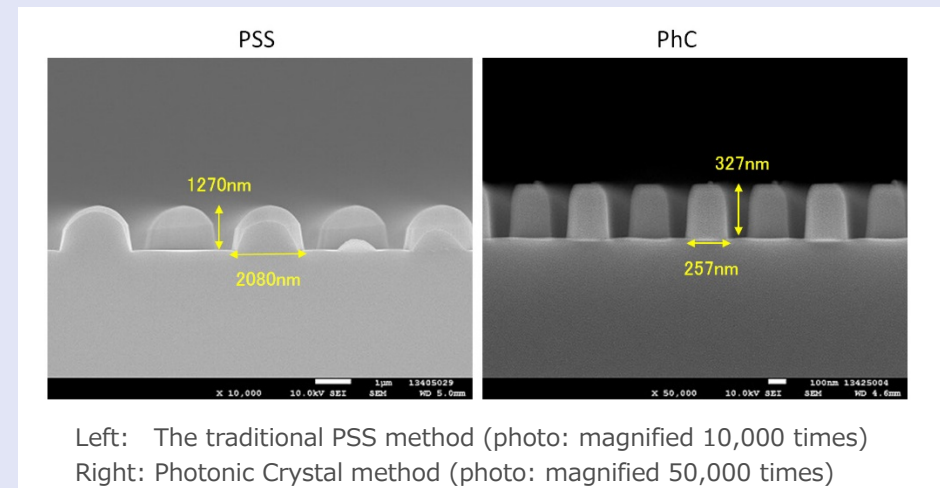 PSS
PhC
1270nm
2080nm
327nm
257nm
1μm 13405029
X 10,000 10.0kV SEI SEM WD 5.0mm
100nm 13425004
X 50,000 10.0kV SEI SEM WD 4.6mm
Left: The traditional PSS method (photo: magnified 10,000 times)
Right: Photonic Crystal method (photo: magnified 50,000 times)